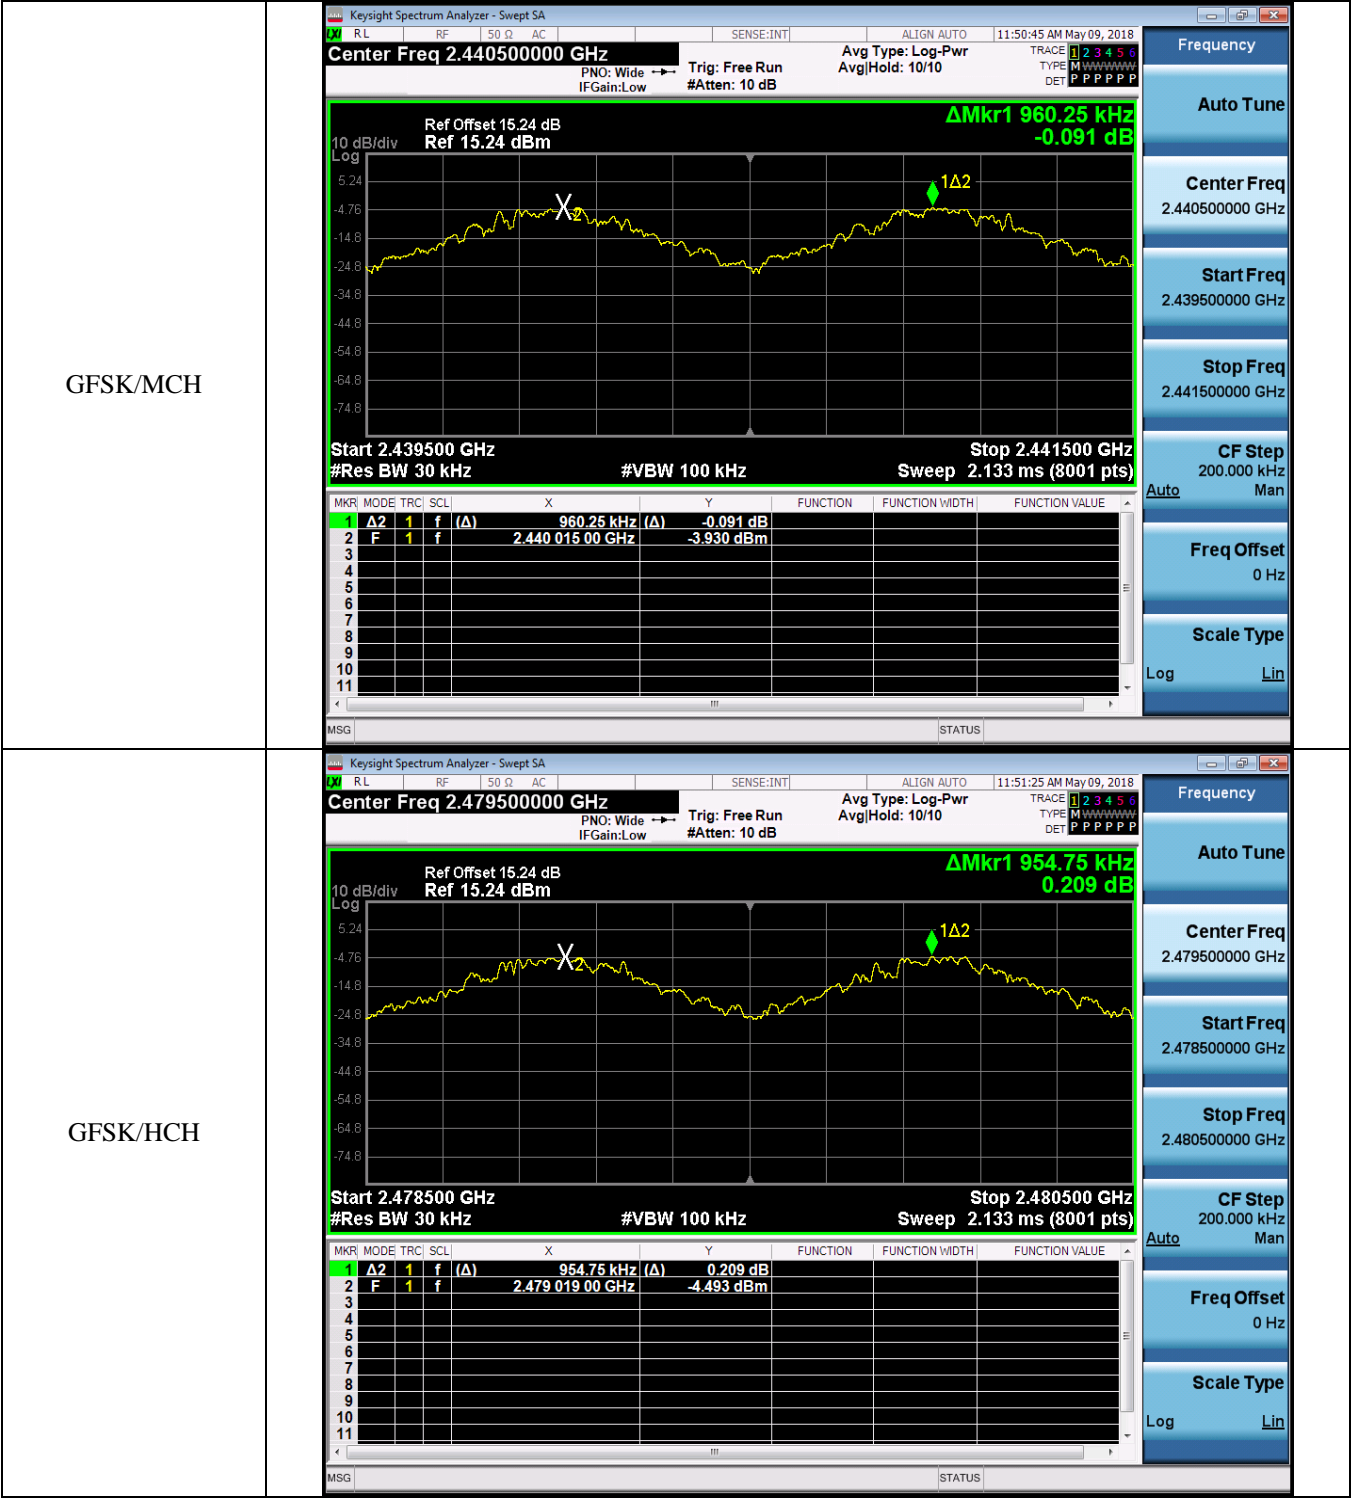 GFSK/MCH
Keysight Spectrum Analyzer - Swept SA
LXI RL RF 50 Ω AC SENSE:INT ALIGN AUTO 11:50:45 AM May 09, 2018
Center Freq 2.440500000 GHz
PNO: Wide
IFGain:Low
Trig: Free Run
#Atten: 10 dB
Avg Type: Log-Pwr
Avg|Hold: 10/10
TRACE 1 2 3 4 5 6
TYPE M WWWWW
DET P P P P P P
ΔMkr1 960.25 kHz
-0.091 dB
Ref Offset 15.24 dB
10 dB/div Ref 15.24 dBm
Log
5.24
-4.76
-14.8
-24.8
-34.8
-44.8
-54.8
-64.8
-74.8
X2
1Δ2
Start 2.439500 GHz Stop 2.441500 GHz
#Res BW 30 kHz #VBW 100 kHz Sweep 2.133 ms (8001 pts)
MKR MODE TRC SCL X Y FUNCTION FUNCTION WIDTH FUNCTION VALUE
1 Δ2 1 f (Δ) 960.25 kHz (Δ) -0.091 dB
2 F 1 f 2.440 015 00 GHz -3.930 dBm
3
4
5
6
7
8
9
10
11
MSG STATUS
Frequency
Auto Tune
Center Freq
2.440500000 GHz
Start Freq
2.439500000 GHz
Stop Freq
2.441500000 GHz
CF Step
200.000 kHz
Auto Man
Freq Offset
0 Hz
Scale Type
Log Lin
GFSK/HCH
Keysight Spectrum Analyzer - Swept SA
LXI RL RF 50 Ω AC SENSE:INT ALIGN AUTO 11:51:25 AM May 09, 2018
Center Freq 2.479500000 GHz
PNO: Wide
IFGain:Low
Trig: Free Run
#Atten: 10 dB
Avg Type: Log-Pwr
Avg|Hold: 10/10
TRACE 1 2 3 4 5 6
TYPE M WWWWW
DET P P P P P P
ΔMkr1 954.75 kHz
0.209 dB
Ref Offset 15.24 dB
10 dB/div Ref 15.24 dBm
Log
5.24
-4.76
-14.8
-24.8
-34.8
-44.8
-54.8
-64.8
-74.8
X2
1Δ2
Start 2.478500 GHz Stop 2.480500 GHz
#Res BW 30 kHz #VBW 100 kHz Sweep 2.133 ms (8001 pts)
MKR MODE TRC SCL X Y FUNCTION FUNCTION WIDTH FUNCTION VALUE
1 Δ2 1 f (Δ) 954.75 kHz (Δ) 0.209 dB
2 F 1 f 2.479 019 00 GHz -4.493 dBm
3
4
5
6
7
8
9
10
11
MSG STATUS
Frequency
Auto Tune
Center Freq
2.479500000 GHz
Start Freq
2.478500000 GHz
Stop Freq
2.480500000 GHz
CF Step
200.000 kHz
Auto Man
Freq Offset
0 Hz
Scale Type
Log Lin